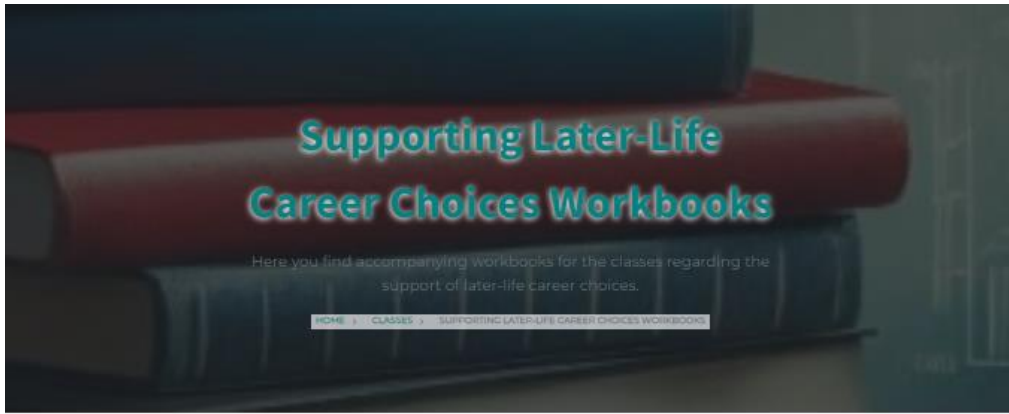 Supporting Later-Life
Career Choices Workbooks
Here you find accompanying workbooks for the classes regarding the
support of later-life career choices.
HOME › CLASSES › SUPPORTING LATER-LIFE CAREER CHOICES WORKBOOKS